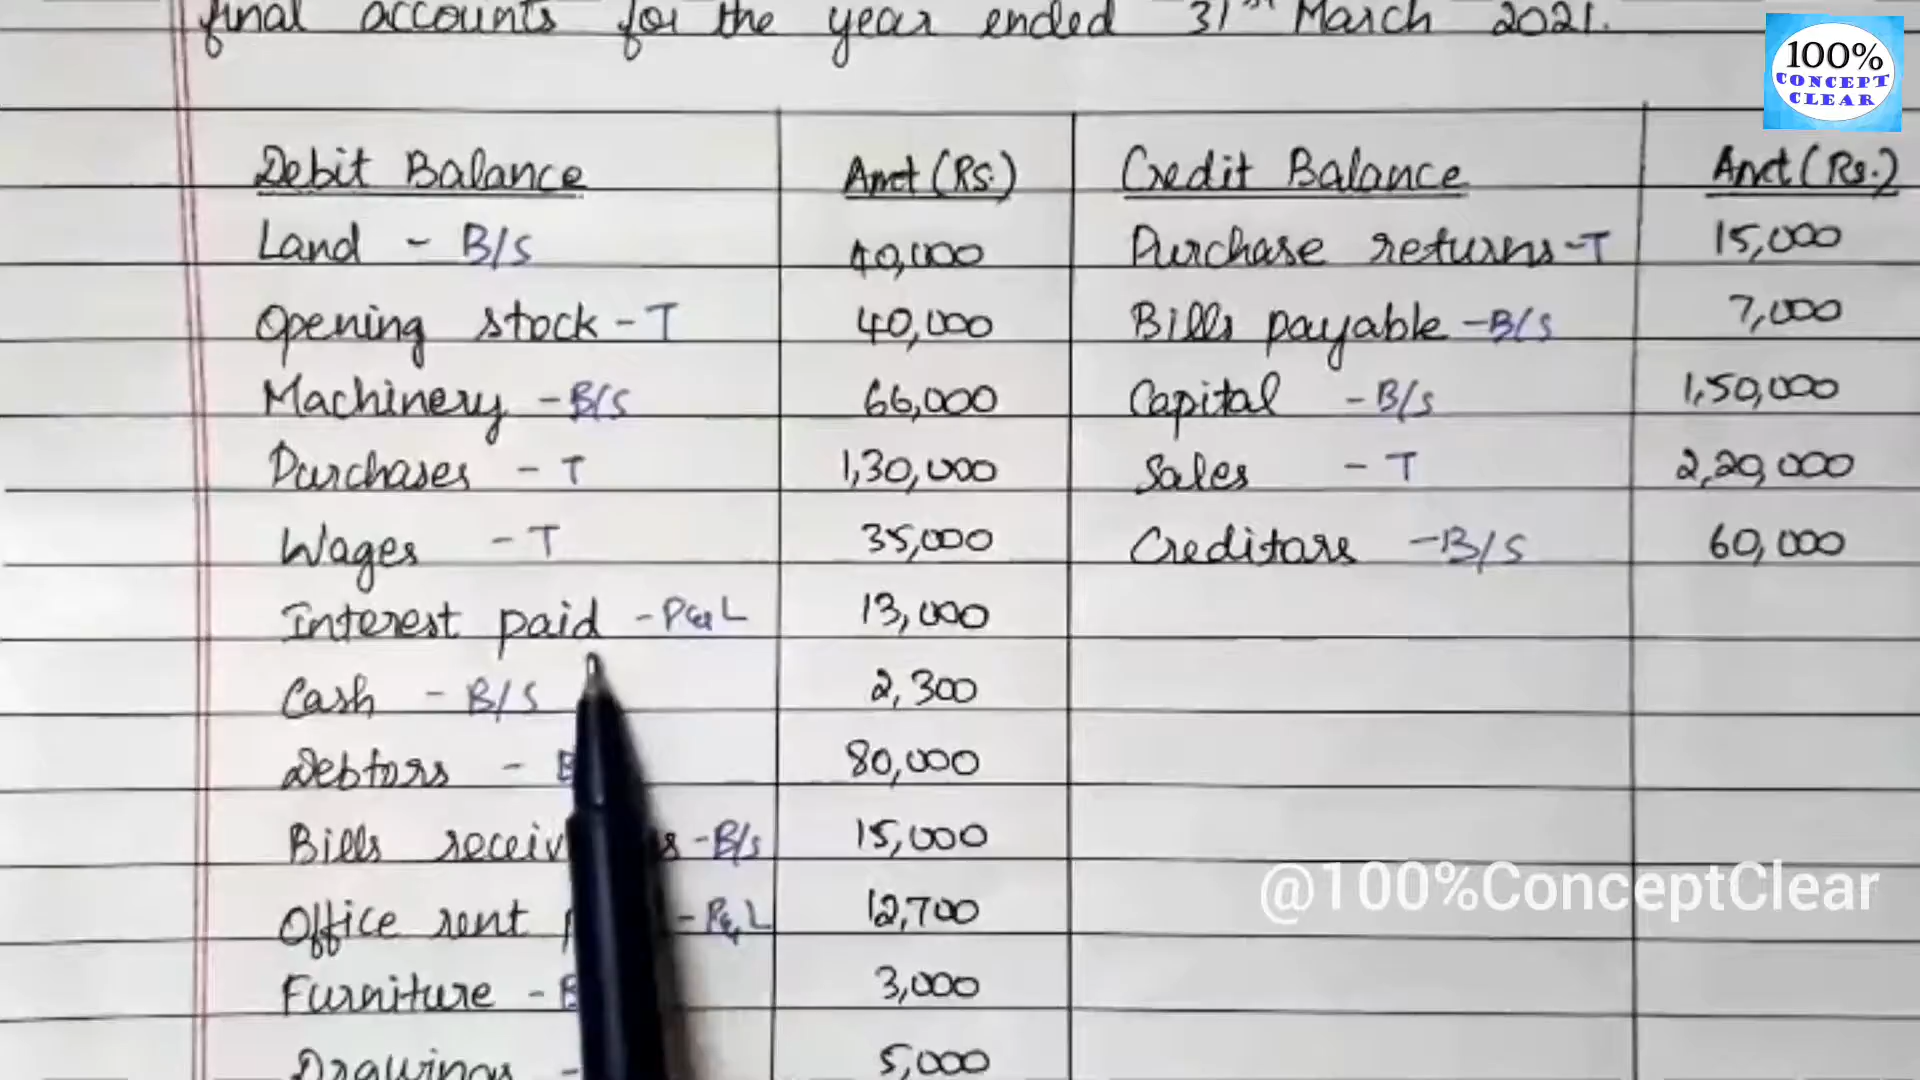 final accounts for the year ended 31st March 2021.
100%
CONCEPT
CLEAR
Debit Balance Amt (Rs.) Credit Balance Amt (Rs.)
Land - B/S 40,000 Purchase returns - T 15,000
Opening stock - T 40,000 Bills payable - B/S 7,000
Machinery - B/S 66,000 Capital - B/S 1,50,000
Purchases - T 1,30,000 Sales - T 2,20,000
Wages - T 35,000 Creditors - B/S 60,000
Interest paid - P&L 13,000
Cash - B/S 2,300
Debtors - 80,000
Bills - B/S 15,000
Office rent - P&L 12,700
Furniture - 3,000
Drawings - 5,000
@100%ConceptClear